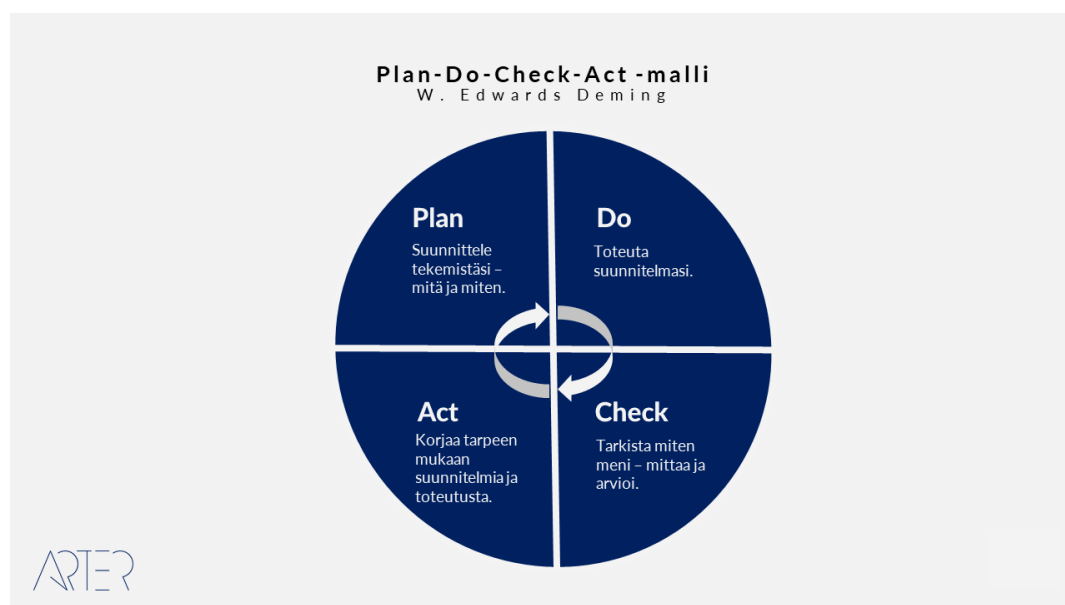 Plan-Do-Check-Act -malli
W. Edwards Deming
Plan
Suunnittele
tekemistäsi –
mitä ja miten.
Do
Toteuta
suunnitelmasi.
Act
Korjaa tarpeen
mukaan
suunnitelmia ja
toteutusta.
Check
Tarkista miten
meni – mittaa ja
arvioi.
ARTER